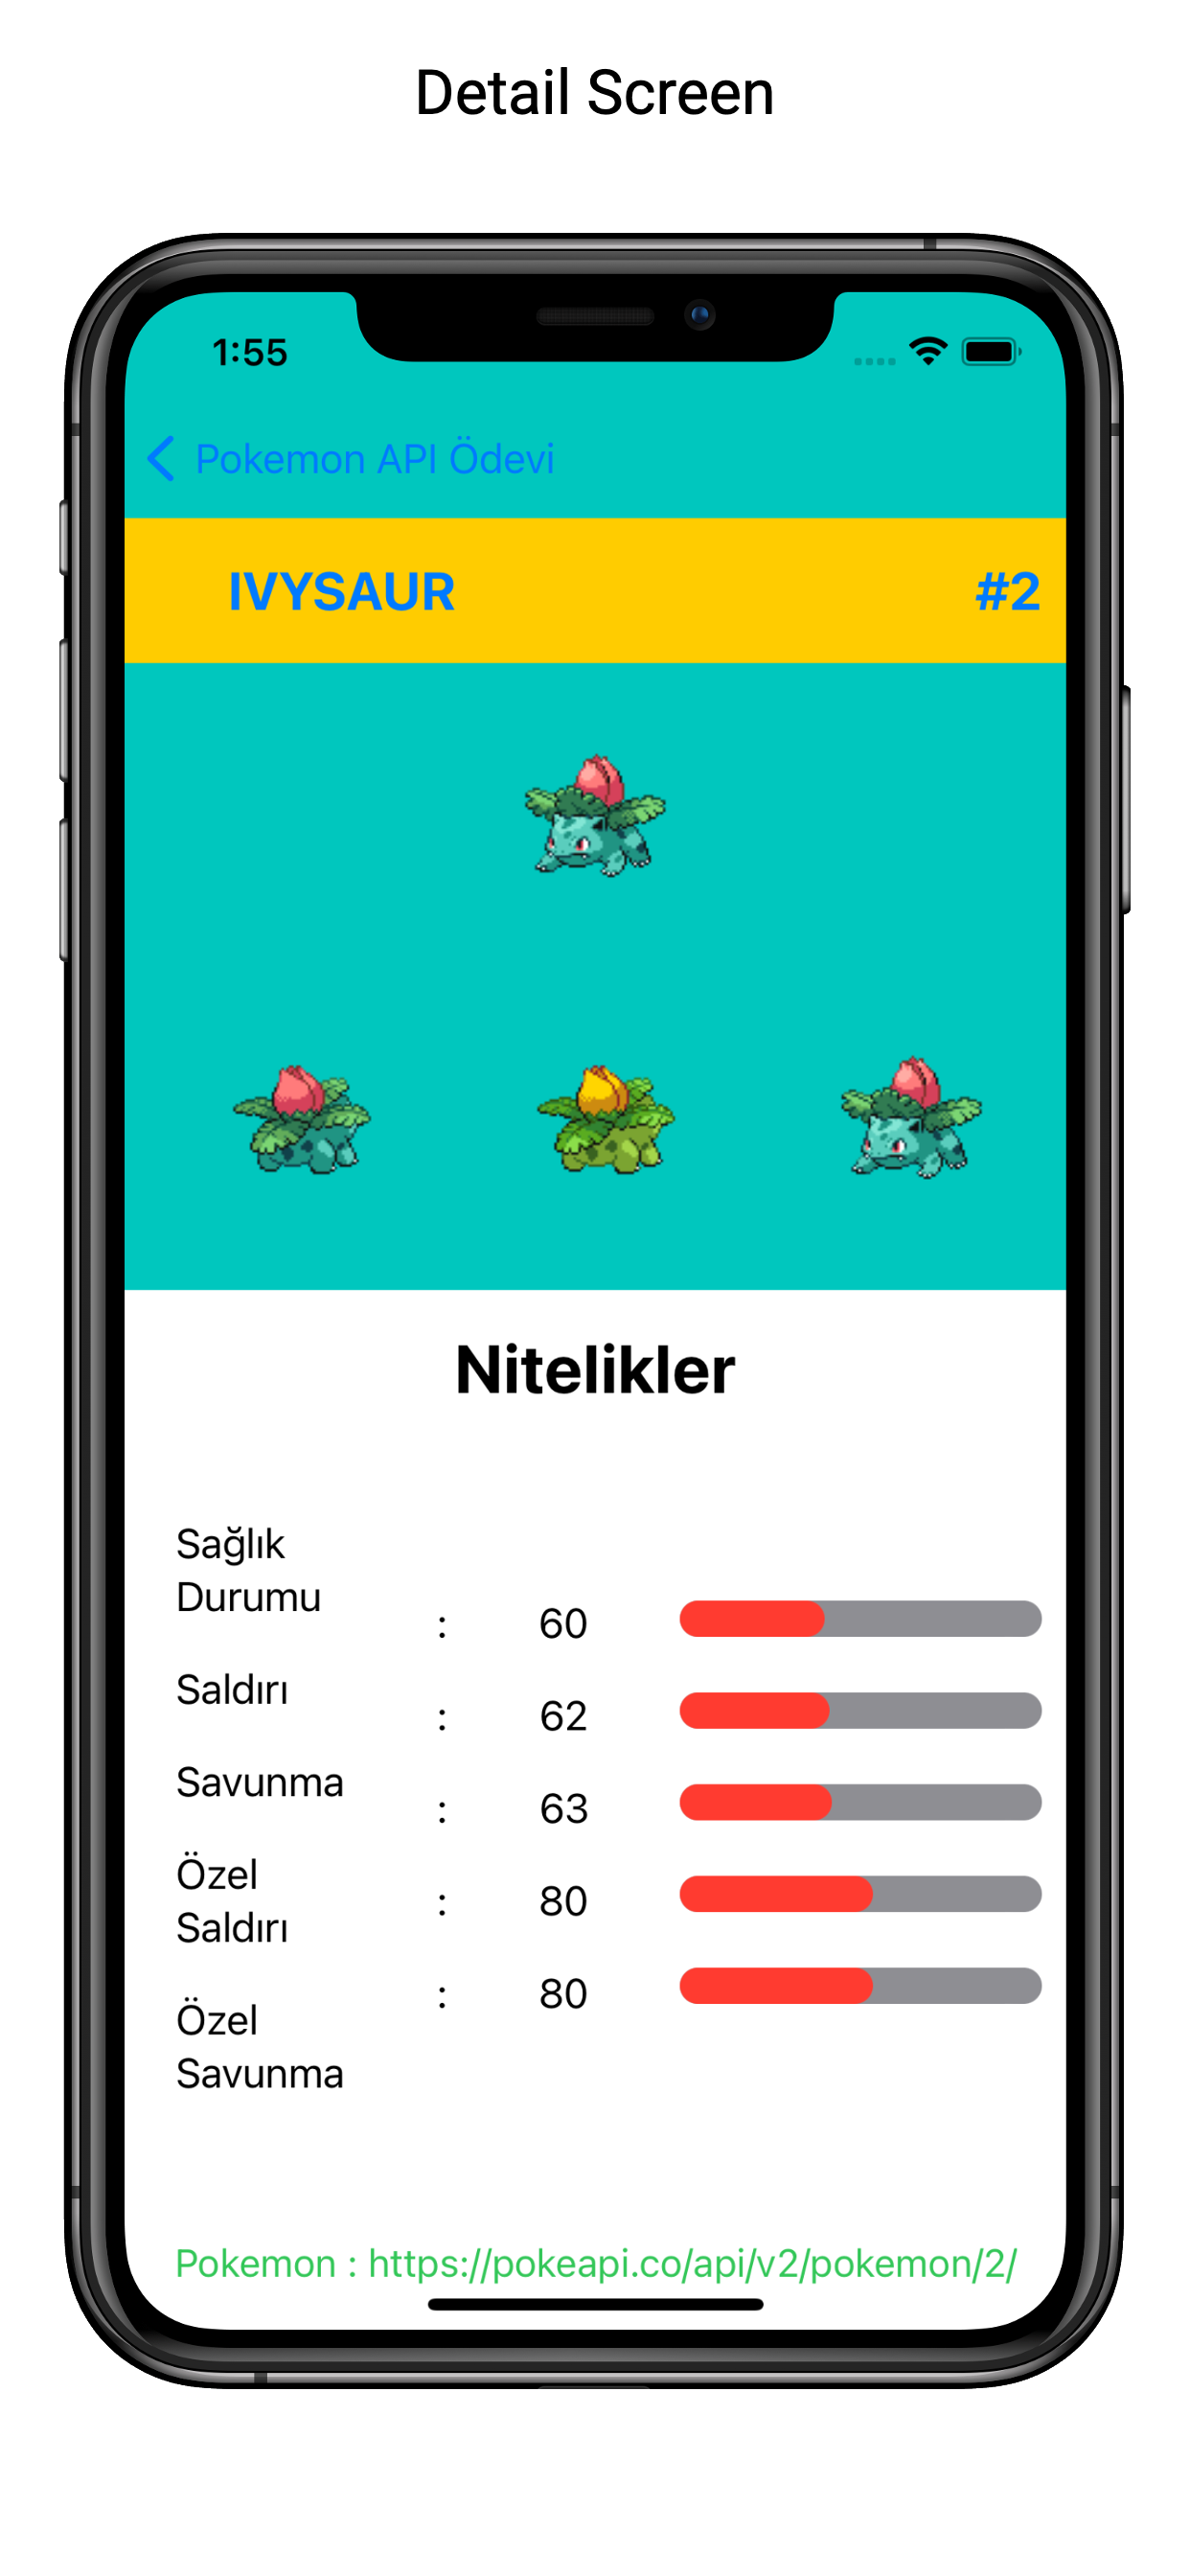 Detail Screen
1:55
Pokemon API Ödevi
IVYSAUR #2
Nitelikler
Sağlık
Durumu
: 60
Saldırı
: 62
Savunma
: 63
Özel
Saldırı
: 80
Özel
Savunma
: 80
Pokemon : https://pokeapi.co/api/v2/pokemon/2/